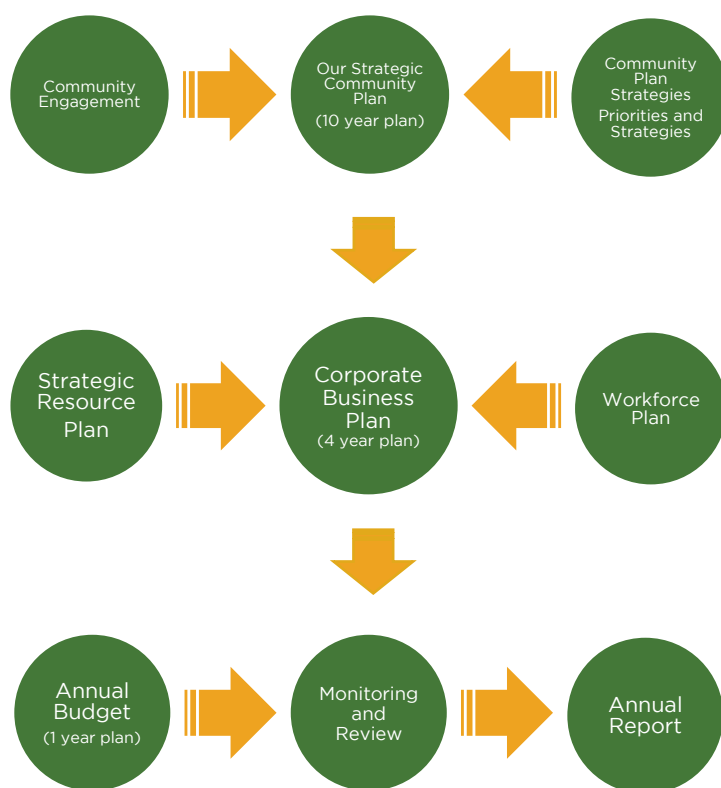 Community
Engagement
Our Strategic
Community
Plan
(10 year plan)
Community
Plan
Strategies
Priorities and
Strategies
Strategic
Resource
Plan
Corporate
Business
Plan
(4 year plan)
Workforce
Plan
Annual
Budget
(1 year plan)
Monitoring
and
Review
Annual
Report